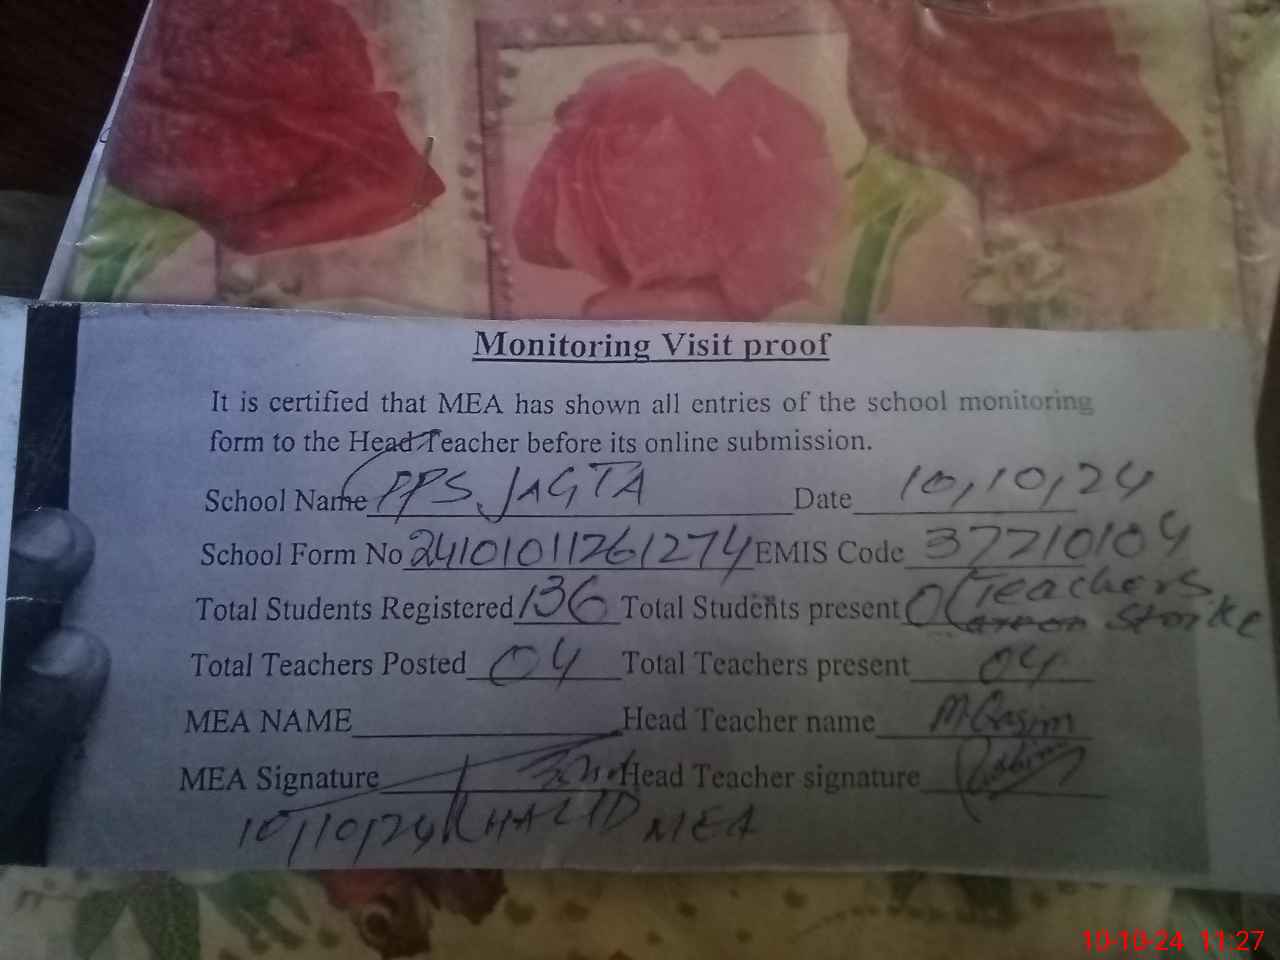 Monitoring Visit proof
It is certified that MEA has shown all entries of the school monitoring
form to the Head Teacher before its online submission.
School Name PPS JAGTA Date 10,10,24
School Form No 24101011261274 EMIS Code 37710104
Total Students Registered 136 Total Students present 0 (Teachers
Strike
Total Teachers Posted 04 Total Teachers present 04
MEA NAME Head Teacher name M.Qasim
MEA Signature Head Teacher signature
10,10,24 KHALID MEA
10-10-24 11:27